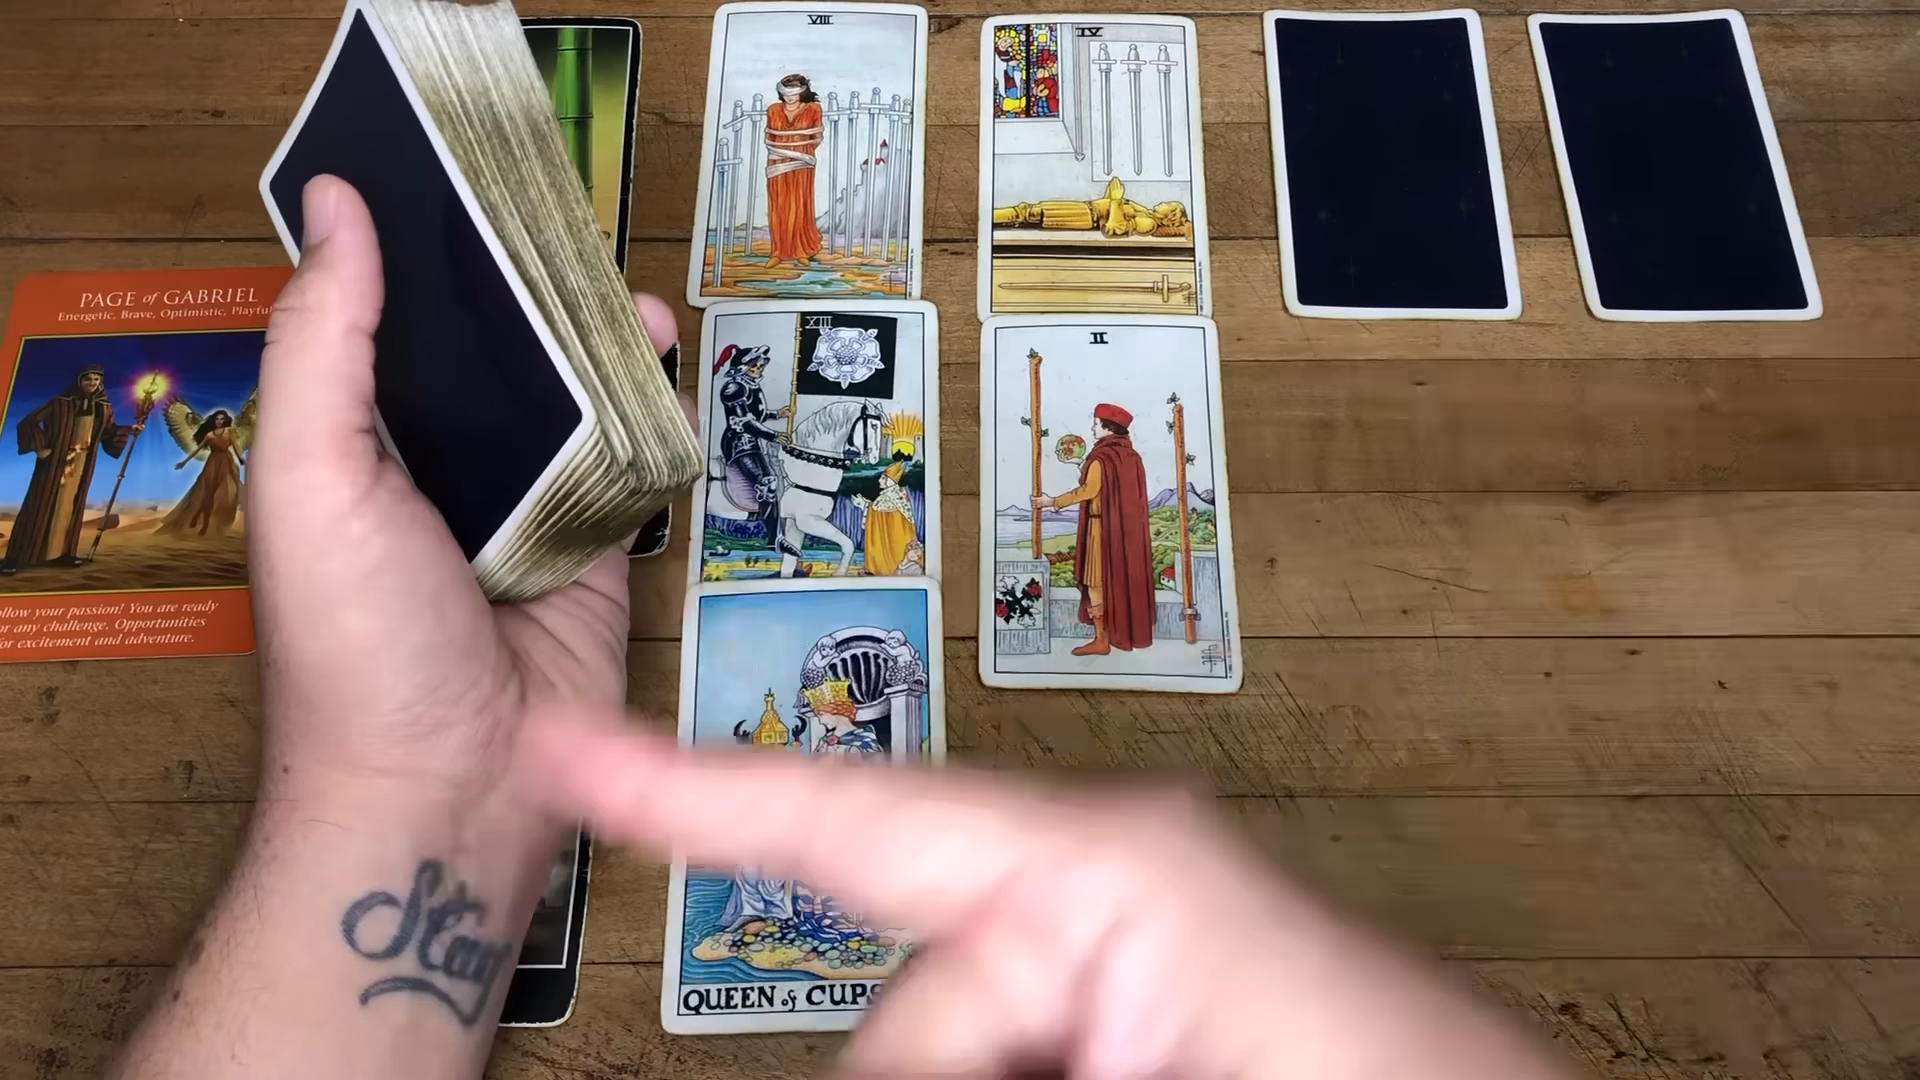 PAGE of GABRIEL
Energetic, Brave, Optimistic, Playful
ollow your passion! You are ready
or any challenge. Opportunities
for excitement and adventure.
VIII
IV
XIII
II
QUEEN of CUPS
Stay